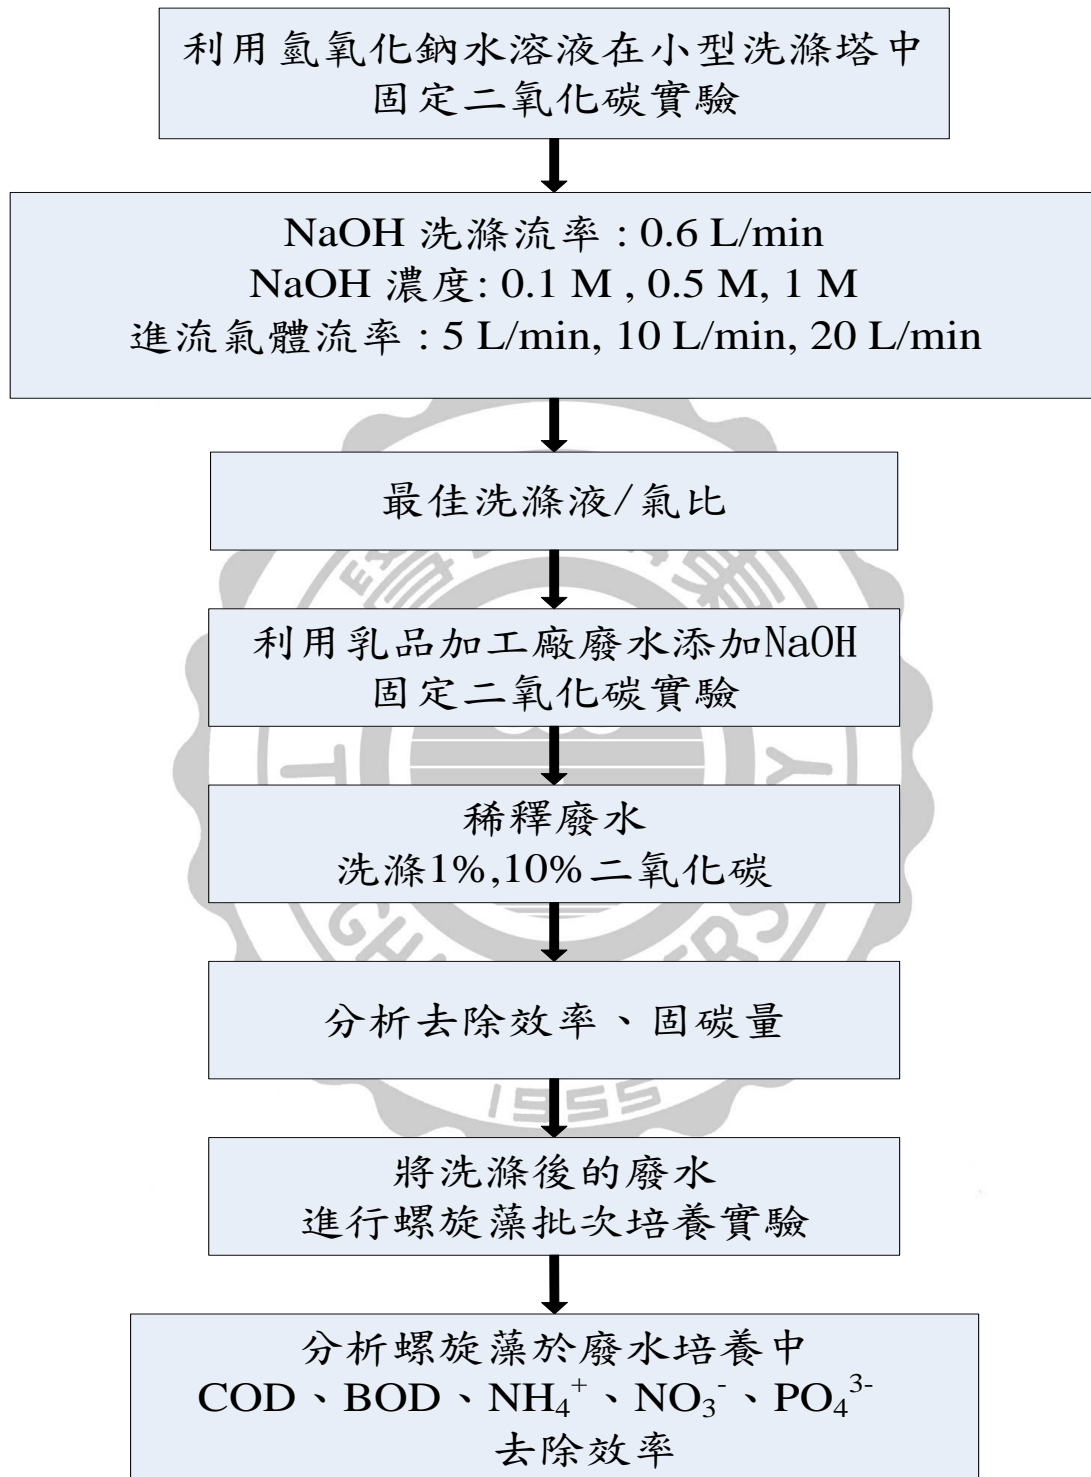 利用氫氧化鈉水溶液在小型洗滌塔中
固定二氧化碳實驗
NaOH 洗滌流率 : 0.6 L/min
NaOH 濃度: 0.1 M , 0.5 M, 1 M
進流氣體流率 : 5 L/min, 10 L/min, 20 L/min
最佳洗滌液/氣比
利用乳品加工廠廢水添加NaOH
固定二氧化碳實驗
稀釋廢水
洗滌1%,10%二氧化碳
分析去除效率、固碳量
1955
將洗滌後的廢水
進行螺旋藻批次培養實驗
分析螺旋藻於廢水培養中
COD、BOD、NH₄⁺、NO₃⁻、PO₄³⁻
去除效率